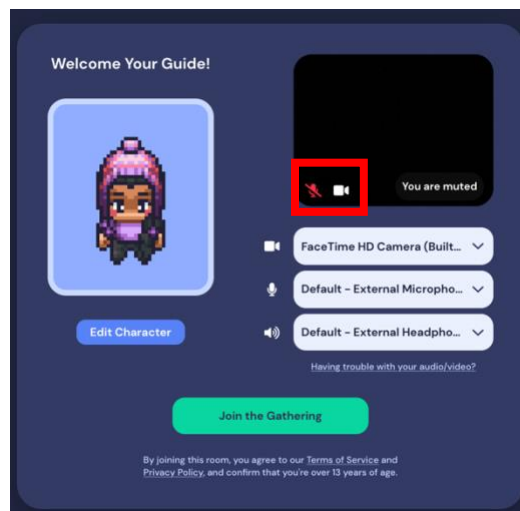 Welcome Your Guide!
You are muted
FaceTime HD Camera (Built...
Default - External Micropho...
Default - External Headpho...
Edit Character
Having trouble with your audio/video?
Join the Gathering
By joining this room, you agree to our Terms of Service and
Privacy Policy, and confirm that you're over 13 years of age.